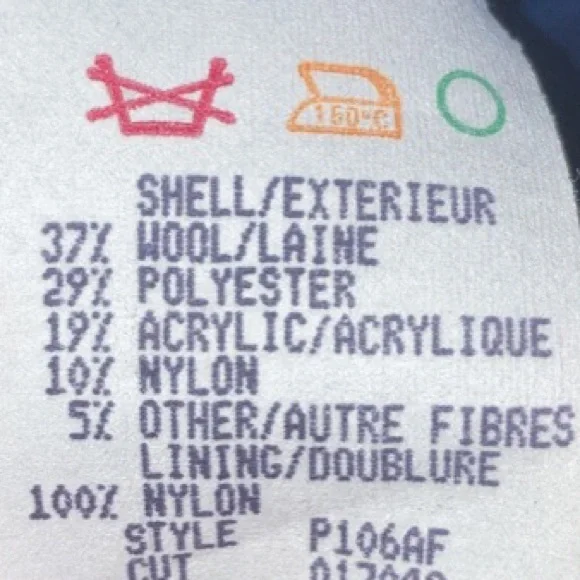 150°C
SHELL/EXTERIEUR
37% WOOL/LAINE
29% POLYESTER
19% ACRYLIC/ACRYLIQUE
10% NYLON
5% OTHER/AUTRE FIBRES
LINING/DOUBLURE
100% NYLON
STYLE P106AF
CUT